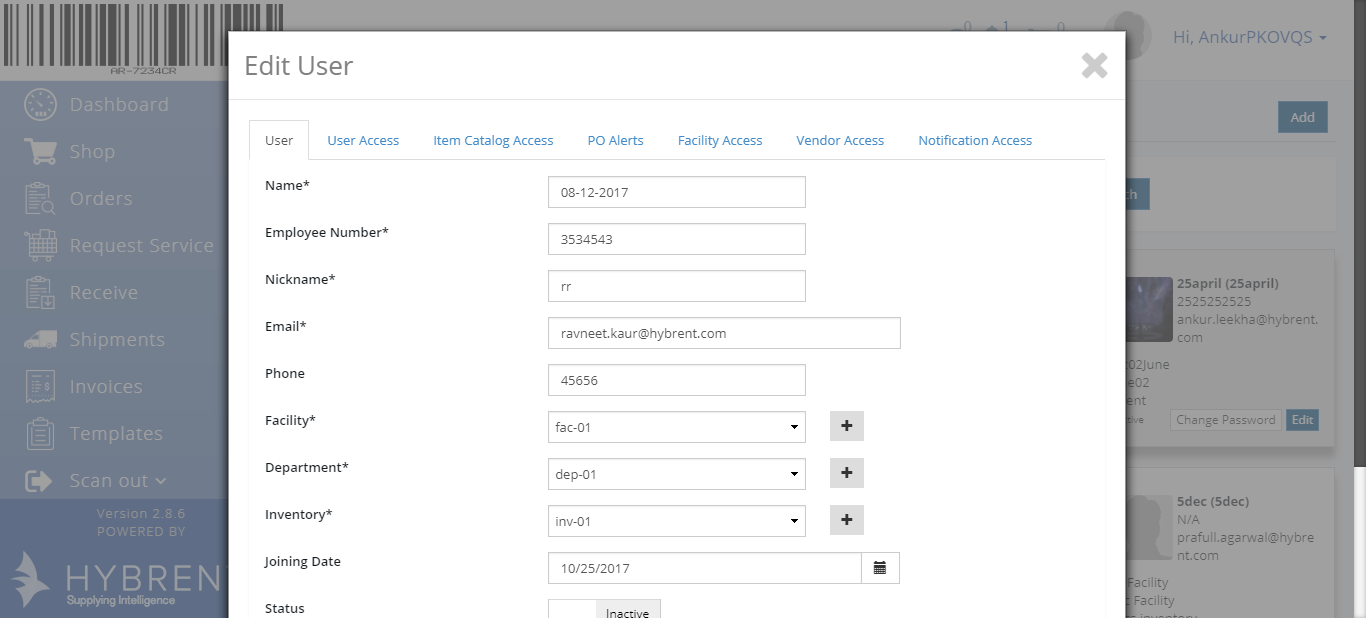 AR-7234CR
0 1 0
Hi, AnkurPKOVQS
Dashboard
Shop
Orders
Request Service
Receive
Shipments
Invoices
Templates
Scan out
Version 2.8.6
POWERED BY
HYBRENT
Supplying Intelligence
Edit User
User User Access Item Catalog Access PO Alerts Facility Access Vendor Access Notification Access
Name* 08-12-2017
Employee Number* 3534543
Nickname* rr
Email* ravneet.kaur@hybrent.com
Phone 45656
Facility* fac-01
Department* dep-01
Inventory* inv-01
Joining Date 10/25/2017
Status Inactive
Add
ch
25april (25april)
2525252525
ankur.leekha@hybrent.
com
:02June
e02
ent
tive Change Password Edit
5dec (5dec)
N/A
prafull.agarwal@hybre
nt.com
Facility
Facility